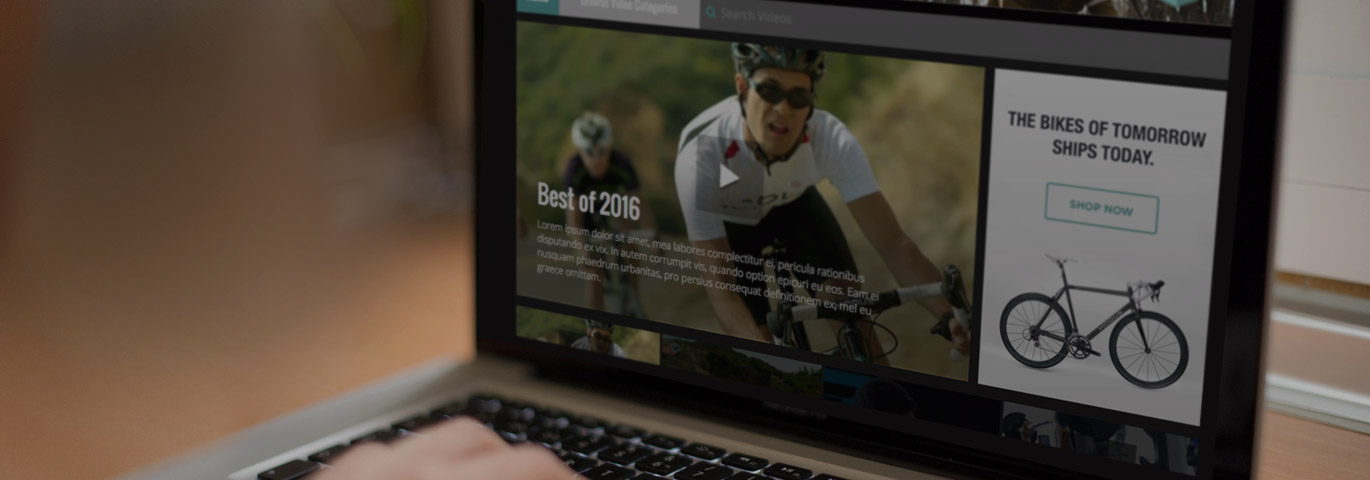 Browse Video Categories
Search Videos
Best of 2016
Lorem ipsum dolor sit amet, mea labores complectitur ei, pericula rationibus
disputando ex vix. In autem corrumpit vis, quando option epicuri eu eos. Eam ei
nusquam phaedrum urbanitas, pro persius consequat definitionem ex, mel eu
graece omittam.
THE BIKES OF TOMORROW
SHIPS TODAY.
SHOP NOW